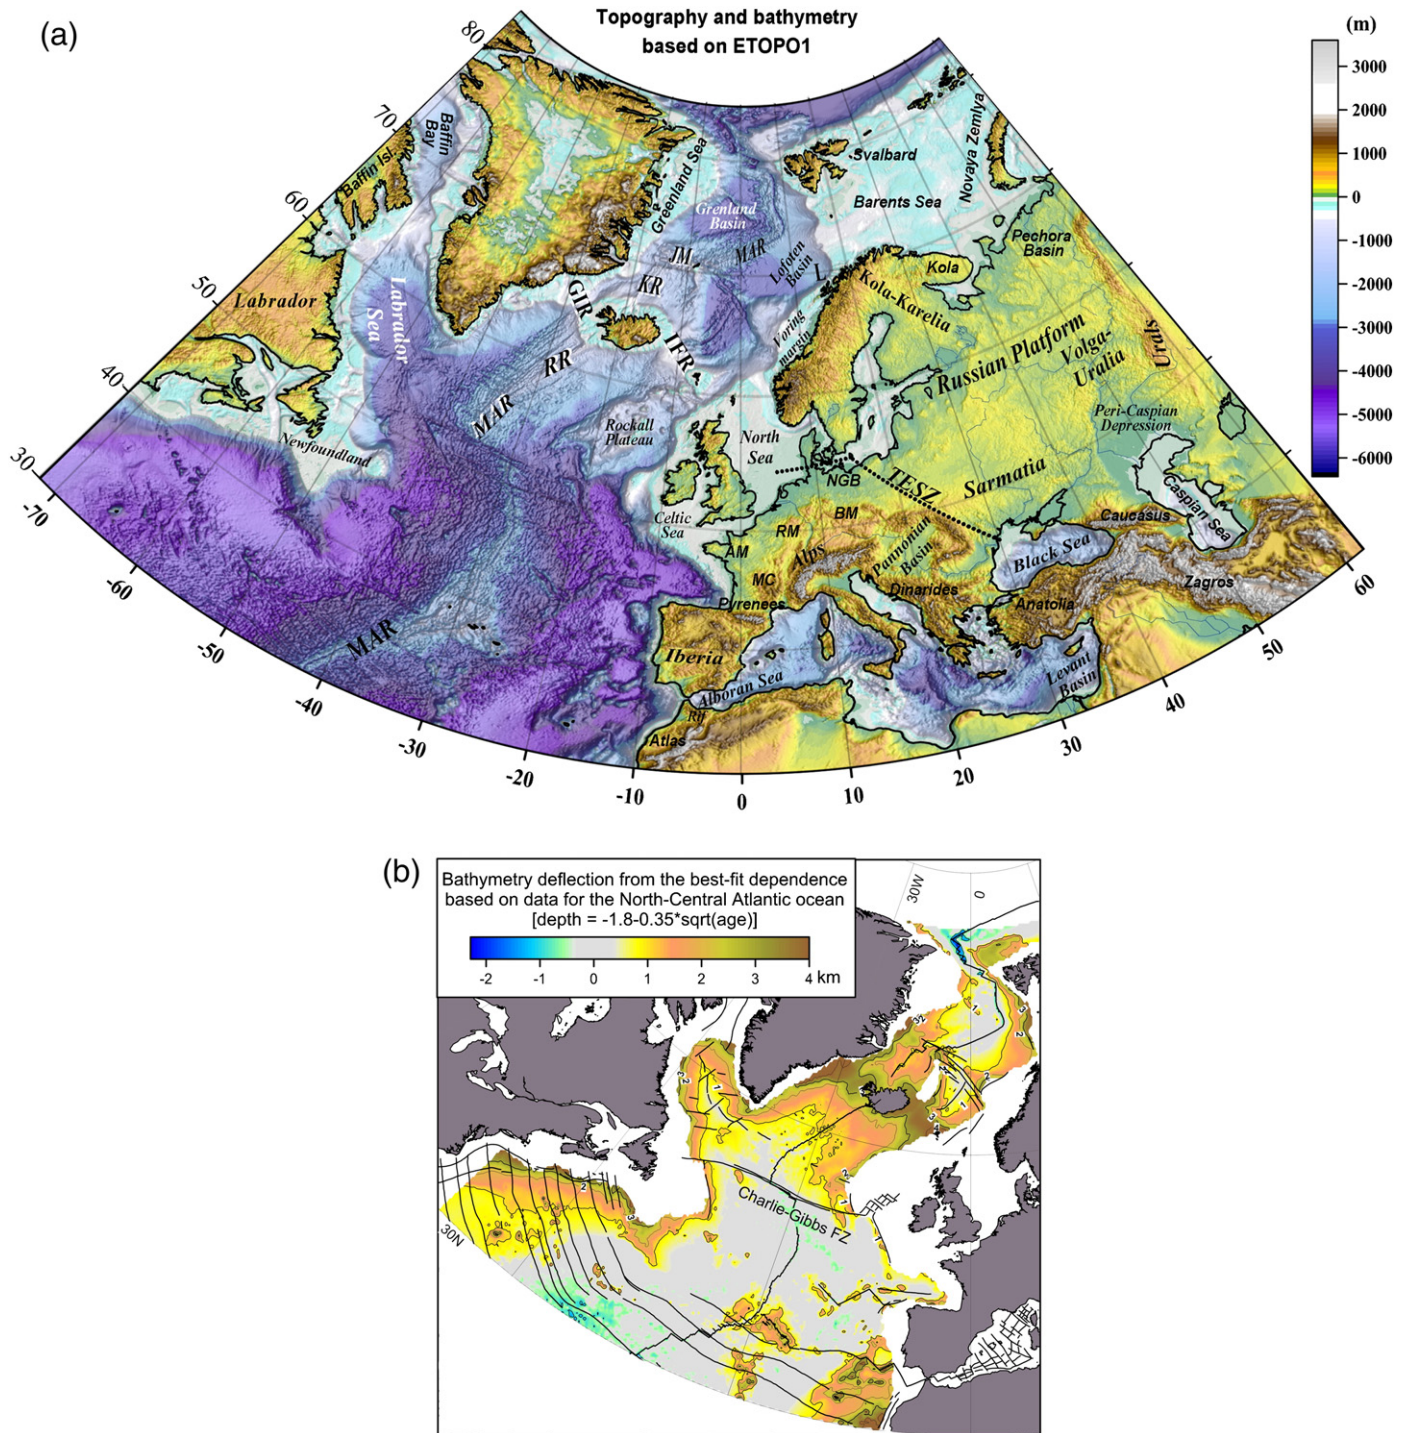 (a)
Topography and bathymetry
based on ETOPO1
(m)
3000
2000
1000
0
-1000
-2000
-3000
-4000
-5000
-6000
80
70
60
50
40
30
-70
-60
-50
-40
-30
-20
-10
0
10
20
30
40
50
60
Baffin
Bay
Baffin Isl.
Greenland Sea
Svalbard
Novaya Zemlya
Barents Sea
Grenland
Basin
Pechora
Basin
JM
MAR
Lofoten
Basin
L
Kola
KR
Kola-Karelia
Labrador
Labrador
Sea
GIR
Voring
margin
IFR
RR
Russian Platform
Volga-
Uralia
Urals
MAR
Rockall
Plateau
North
Sea
Peri-Caspian
Depression
Newfoundland
NGB
TESZ
Sarmatia
Caspian Sea
Celtic
Sea
BM
RM
Caucasus
AM
Alps
Pannonian
Basin
Black Sea
MC
Zagros
Pyrenees
Dinarides
Anatolia
MAR
Iberia
Alboran Sea
Levant
Basin
Rif
Atlas
(b)
Bathymetry deflection from the best-fit dependence
based on data for the North-Central Atlantic ocean
[depth = -1.8-0.35*sqrt(age)]
-2 -1 0 1 2 3 4 km
30W
0
Charlie-Gibbs FZ
30N